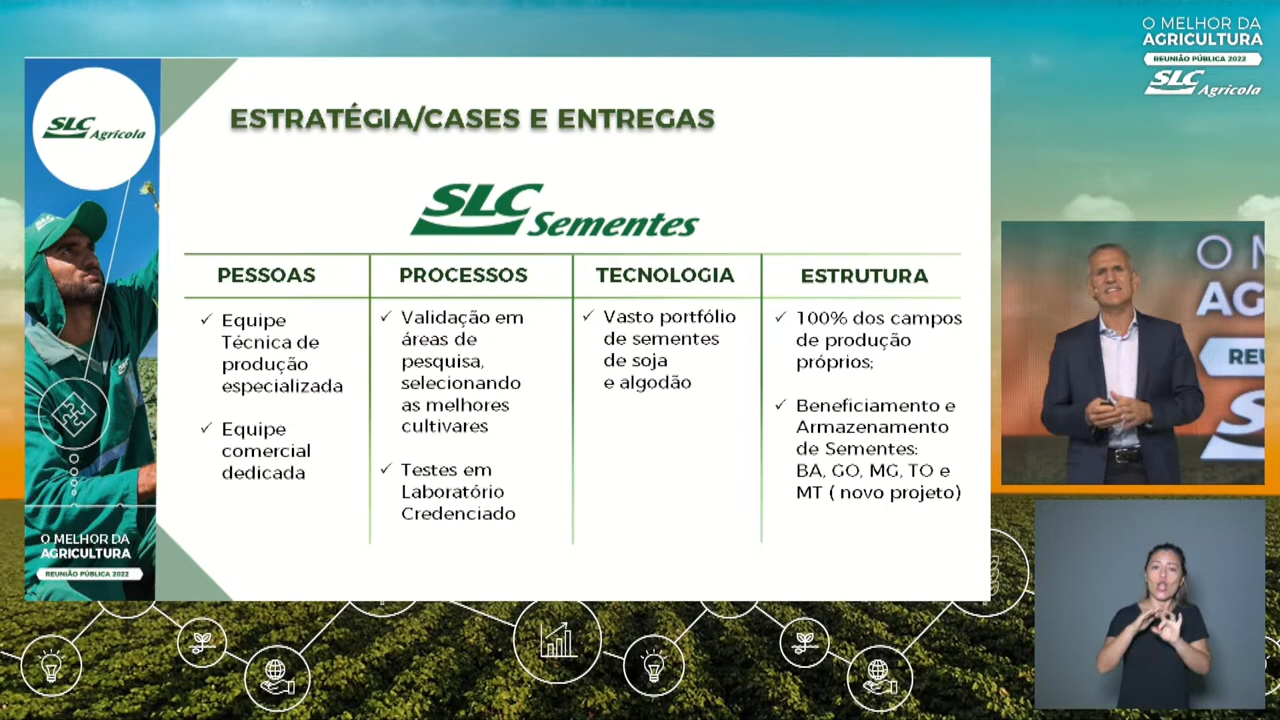 O MELHOR DA
AGRICULTURA
REUNIÃO PÚBLICA 2022
SLC Agrícola
SLC Agrícola
ESTRATÉGIA/CASES E ENTREGAS
SLC Sementes
PESSOAS
✓ Equipe
Técnica de
produção
especializada
✓ Equipe
comercial
dedicada
PROCESSOS
✓ Validação em
áreas de
pesquisa,
selecionando
as melhores
cultivares
✓ Testes em
Laboratório
Credenciado
TECNOLOGIA
✓ Vasto portfólio
de sementes
de soja
e algodão
ESTRUTURA
✓ 100% dos campos
de produção
próprios;
✓ Beneficiamento e
Armazenamento
de Sementes:
BA, GO, MG, TO e
MT ( novo projeto)
O MELHOR DA
AGRICULTURA
REUNIÃO PÚBLICA 2022
O M
AG
REU
S